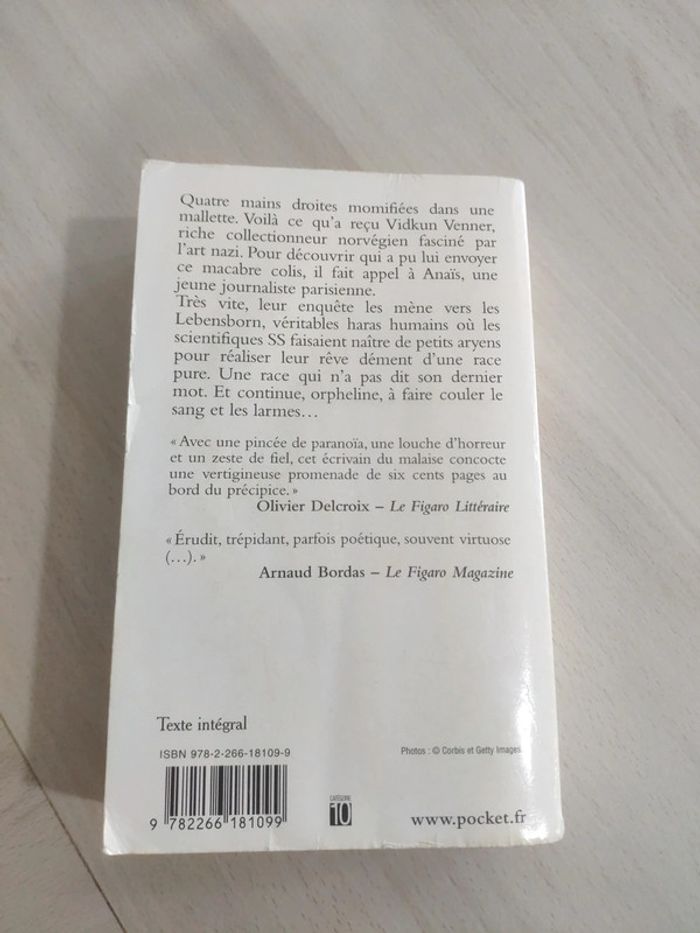 Quatre mains droites momifiées dans une
mallette. Voilà ce qu'a reçu Vidkun Venner,
riche collectionneur norvégien fasciné par
l'art nazi. Pour découvrir qui a pu lui envoyer
ce macabre colis, il fait appel à Anaïs, une
jeune journaliste parisienne.
Très vite, leur enquête les mène vers les
Lebensborn, véritables haras humains où les
scientifiques SS faisaient naître de petits aryens
pour réaliser leur rêve dément d'une race
pure. Une race qui n'a pas dit son dernier
mot. Et continue, orpheline, à faire couler le
sang et les larmes…
« Avec une pincée de paranoïa, une louche d'horreur
et un zeste de fiel, cet écrivain du malaise concocte
une vertigineuse promenade de six cents pages au
bord du précipice. »
Olivier Delcroix – Le Figaro Littéraire
« Érudit, trépidant, parfois poétique, souvent virtuose
(…). »
Arnaud Bordas – Le Figaro Magazine
Texte intégral
ISBN 978-2-266-18109-9
Photos : © Corbis et Getty Images.
9 782266 181099
CATÉGORIE
10
www.pocket.fr